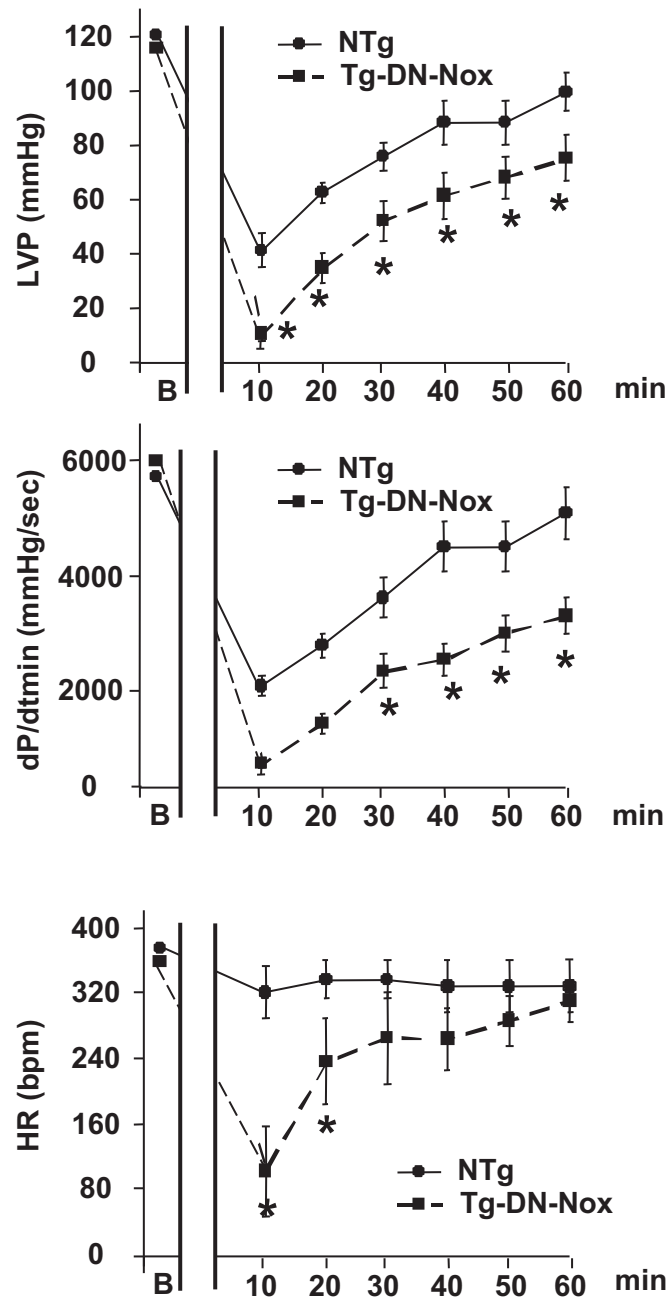 LVP (mmHg)
120
100
80
60
40
20
0
NTg
Tg-DN-Nox
*
*
*
*
*
*
B
10 20 30 40 50 60 min
dP/dtmin (mmHg/sec)
6000
4000
2000
0
NTg
Tg-DN-Nox
*
*
*
*
B
10 20 30 40 50 60 min
HR (bpm)
400
320
240
160
80
0
*
*
NTg
Tg-DN-Nox
B
10 20 30 40 50 60 min